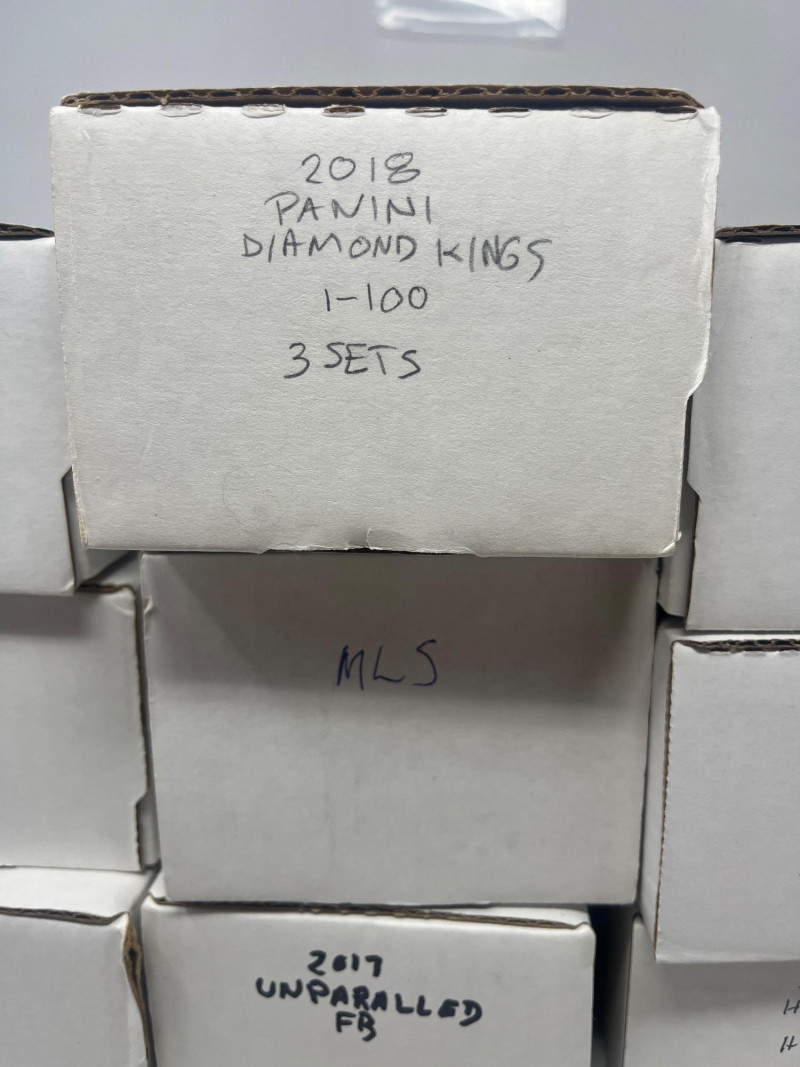 2018
PANINI
DIAMOND KINGS
1-100
3 SETS
MLS
2017
UNPARALLED
FB
H
H